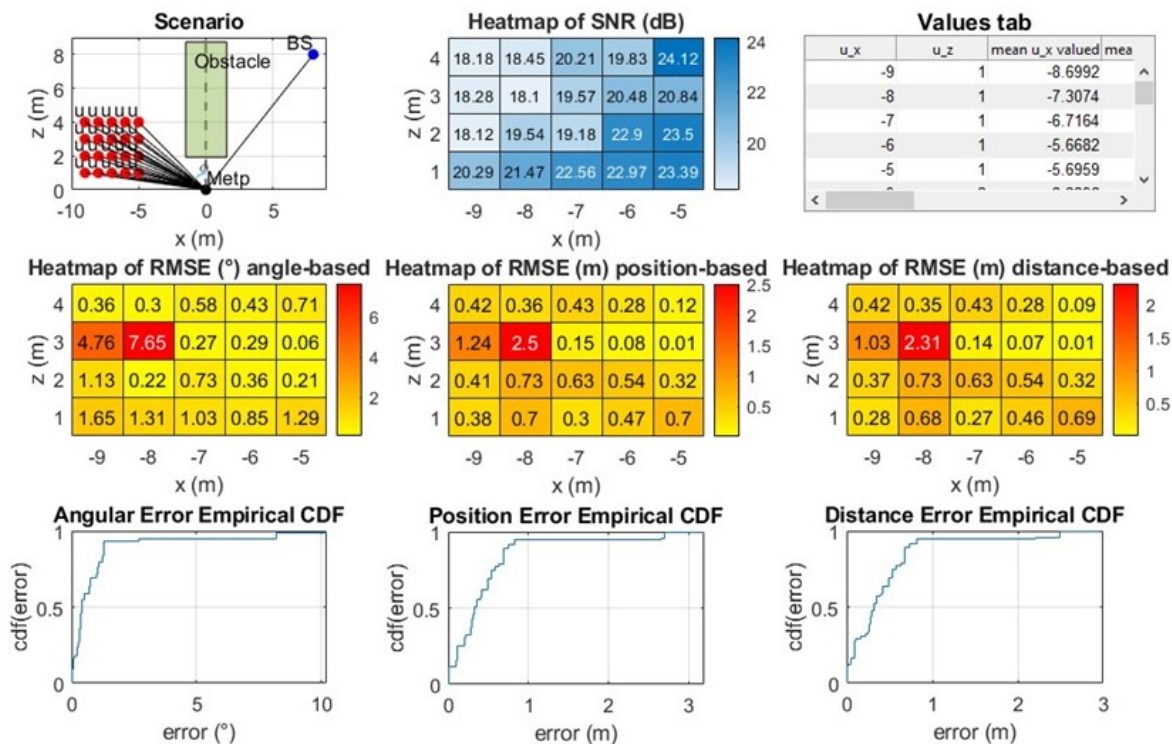 Scenario
BS
Obstacle
Metp
z (m)
8
6
4
2
0
-10 -5 0 5
x (m)
u u u u u
u u u u u
u u u u u
u u u u u
Heatmap of SNR (dB)
z (m)
4 18.18 18.45 20.21 19.83 24.12
3 18.28 18.1 19.57 20.48 20.84
2 18.12 19.54 19.18 22.9 23.5
1 20.29 21.47 22.56 22.97 23.39
-9 -8 -7 -6 -5
x (m)
24
22
20
Values tab
u_x u_z mean u_x valued mea
-9 1 -8.6992
-8 1 -7.3074
-7 1 -6.7164
-6 1 -5.6682
-5 1 -5.6959
Heatmap of RMSE (°) angle-based
z (m)
4 0.36 0.3 0.58 0.43 0.71
3 4.76 7.65 0.27 0.29 0.06
2 1.13 0.22 0.73 0.36 0.21
1 1.65 1.31 1.03 0.85 1.29
-9 -8 -7 -6 -5
x (m)
6
4
2
Heatmap of RMSE (m) position-based
z (m)
4 0.42 0.36 0.43 0.28 0.12
3 1.24 2.5 0.15 0.08 0.01
2 0.41 0.73 0.63 0.54 0.32
1 0.38 0.7 0.3 0.47 0.7
-9 -8 -7 -6 -5
x (m)
2.5
2
1.5
1
0.5
Heatmap of RMSE (m) distance-based
z (m)
4 0.42 0.35 0.43 0.28 0.09
3 1.03 2.31 0.14 0.07 0.01
2 0.37 0.73 0.63 0.54 0.32
1 0.28 0.68 0.27 0.46 0.69
-9 -8 -7 -6 -5
x (m)
2
1.5
1
0.5
Angular Error Empirical CDF
cdf(error)
1
0.5
0
0 5 10
error (°)
Position Error Empirical CDF
cdf(error)
1
0.5
0
0 1 2 3
error (m)
Distance Error Empirical CDF
cdf(error)
1
0.5
0
0 1 2 3
error (m)